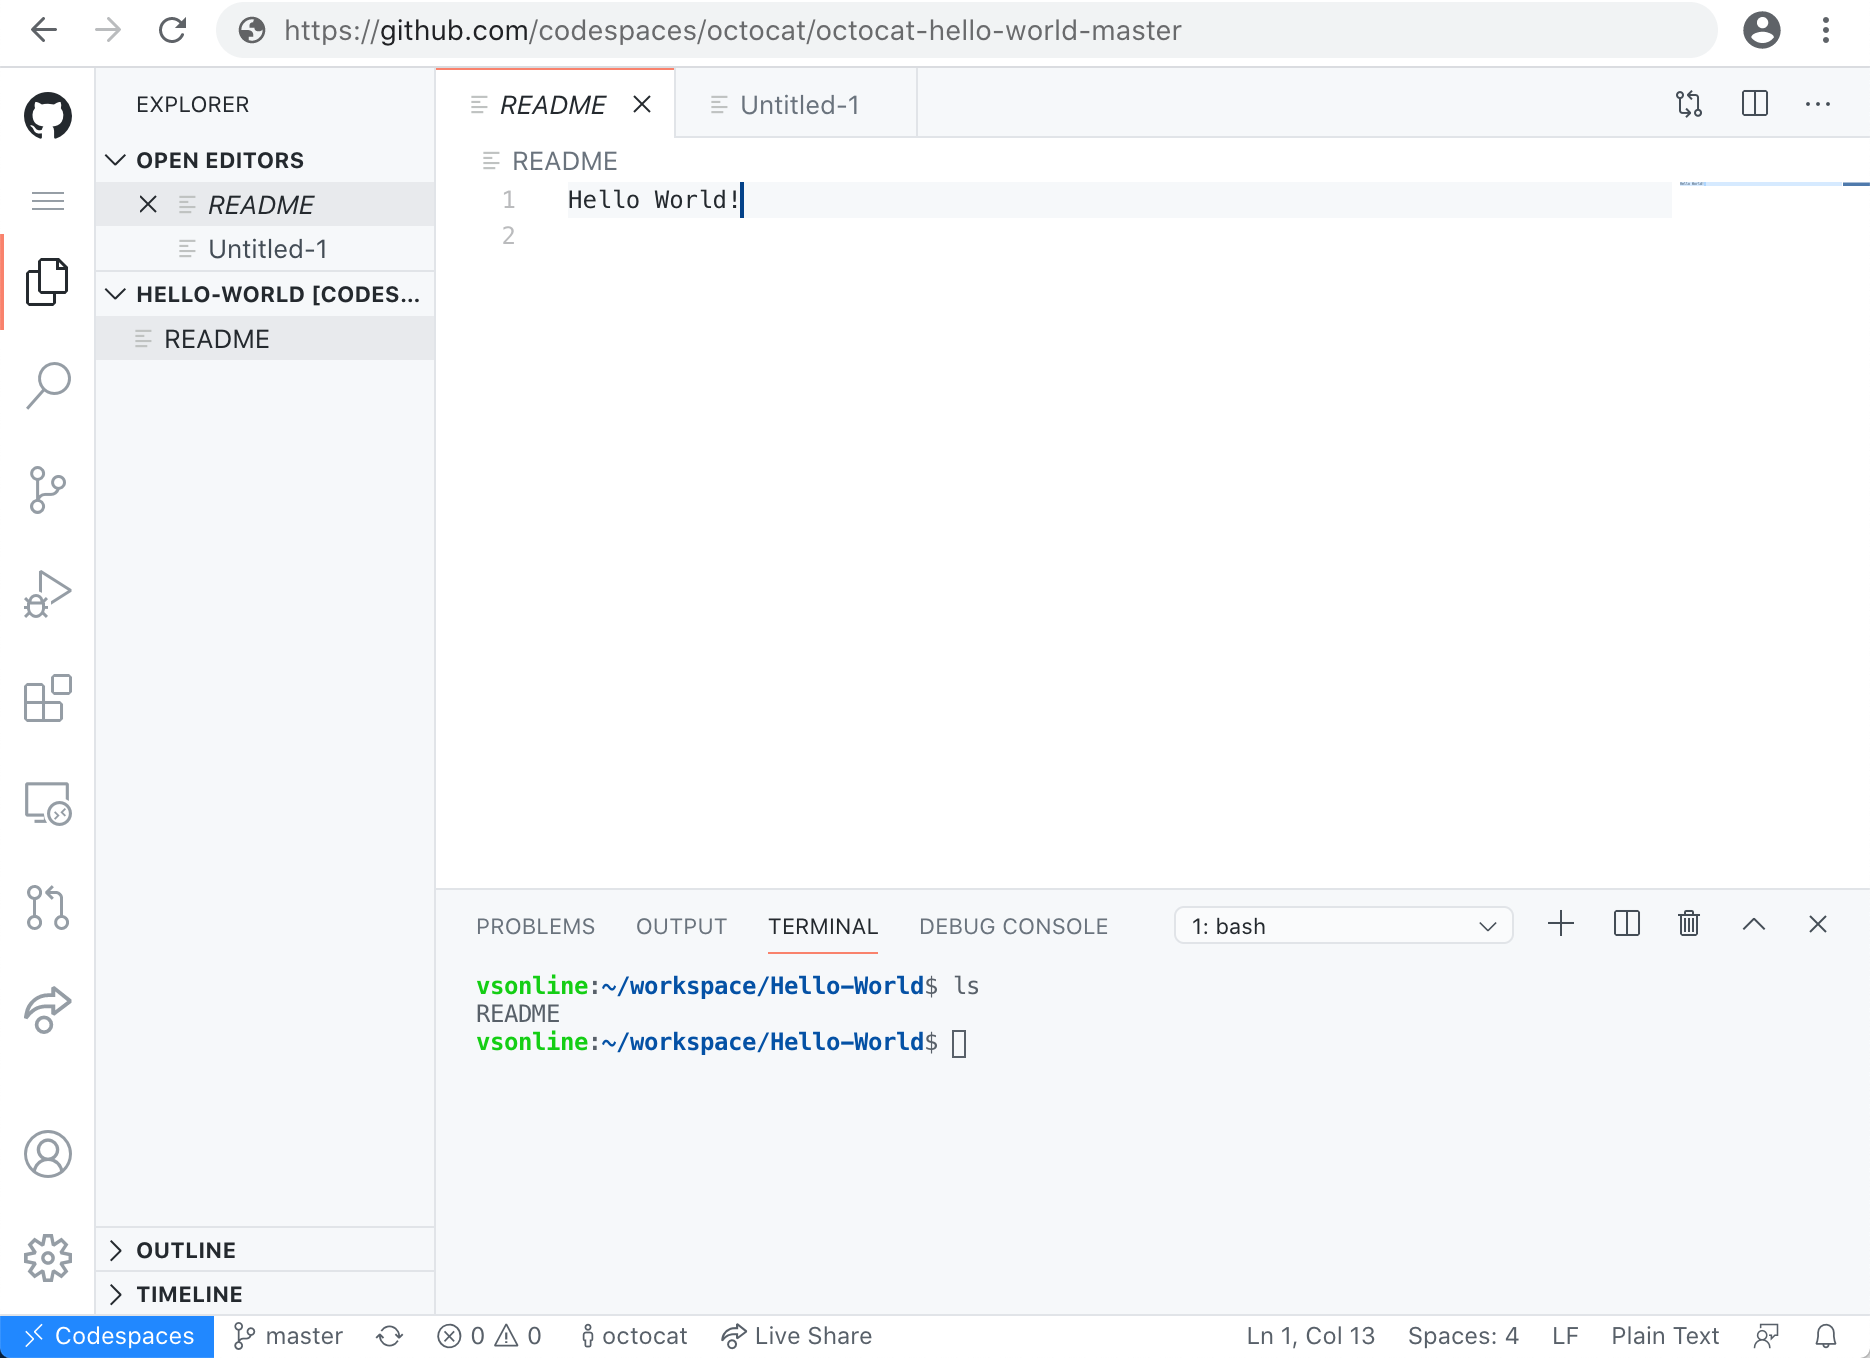 https://github.com/codespaces/octocat/octocat-hello-world-master
EXPLORER
OPEN EDITORS
README
Untitled-1
HELLO-WORLD [CODES...
README
OUTLINE
TIMELINE
README
Untitled-1
README
1 Hello World!
2
PROBLEMS OUTPUT TERMINAL DEBUG CONSOLE 1: bash
vsonline:~/workspace/Hello-World$ ls
README
vsonline:~/workspace/Hello-World$
Codespaces master 0 0 octocat Live Share Ln 1, Col 13 Spaces: 4 LF Plain Text